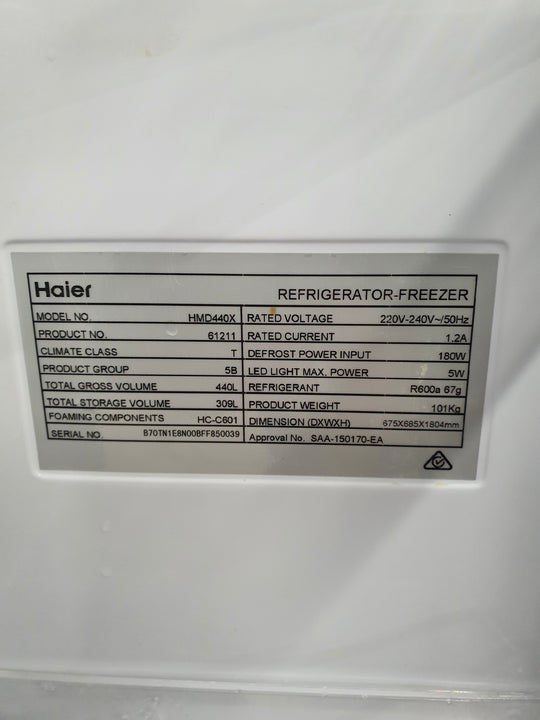 Haier REFRIGERATOR-FREEZER
MODEL NO. HMD440X RATED VOLTAGE 220V-240V~/50Hz
PRODUCT NO. 61211 RATED CURRENT 1.2A
CLIMATE CLASS T DEFROST POWER INPUT 180W
PRODUCT GROUP 5B LED LIGHT MAX. POWER 5W
TOTAL GROSS VOLUME 440L REFRIGERANT R600a 67g
TOTAL STORAGE VOLUME 309L PRODUCT WEIGHT 101Kg
FOAMING COMPONENTS HC-C601 DIMENSION (DXWXH) 675X685X1804mm
SERIAL NO. B70TN1E8N00BFF850039 Approval No. SAA-150170-EA